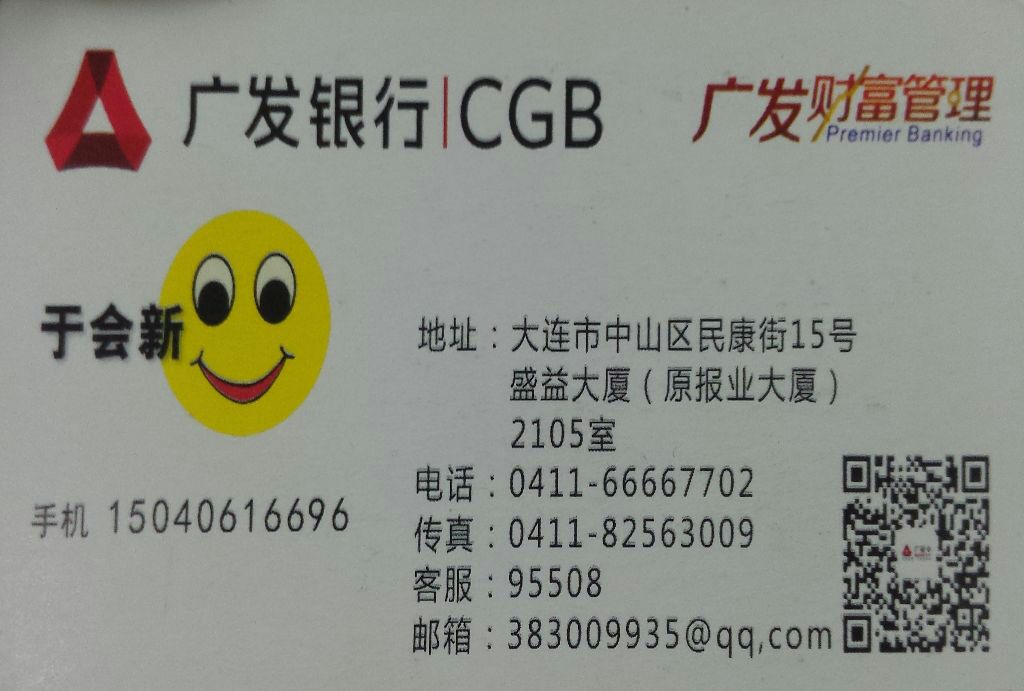 广发银行|CGB
广发财富管理
Premier Banking
于会新
手机 15040616696
地址：大连市中山区民康街15号
盛益大厦（原报业大厦）
2105室
电话：0411-66667702
传真：0411-82563009
客服：95508
邮箱：383009935@qq,com